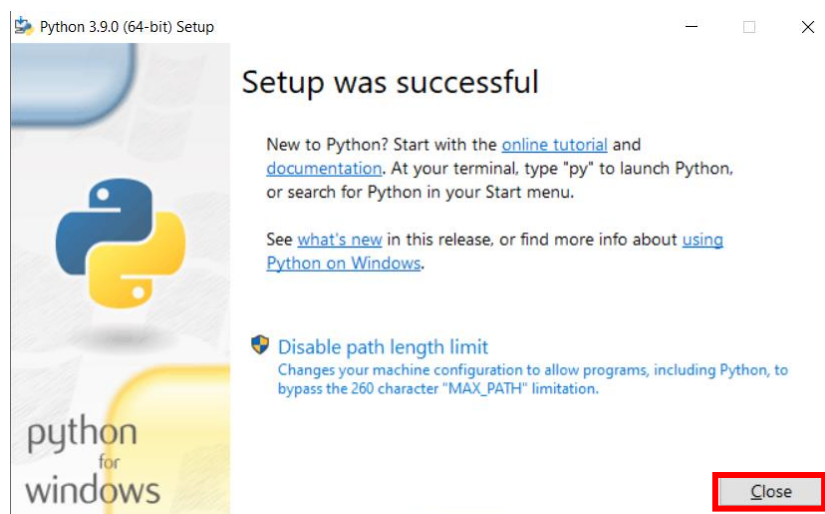 Python 3.9.0 (64-bit) Setup
Setup was successful
New to Python? Start with the online tutorial and
documentation. At your terminal, type "py" to launch Python,
or search for Python in your Start menu.
See what's new in this release, or find more info about using
Python on Windows.
Disable path length limit
Changes your machine configuration to allow programs, including Python, to
bypass the 260 character "MAX_PATH" limitation.
python
for
windows
Close